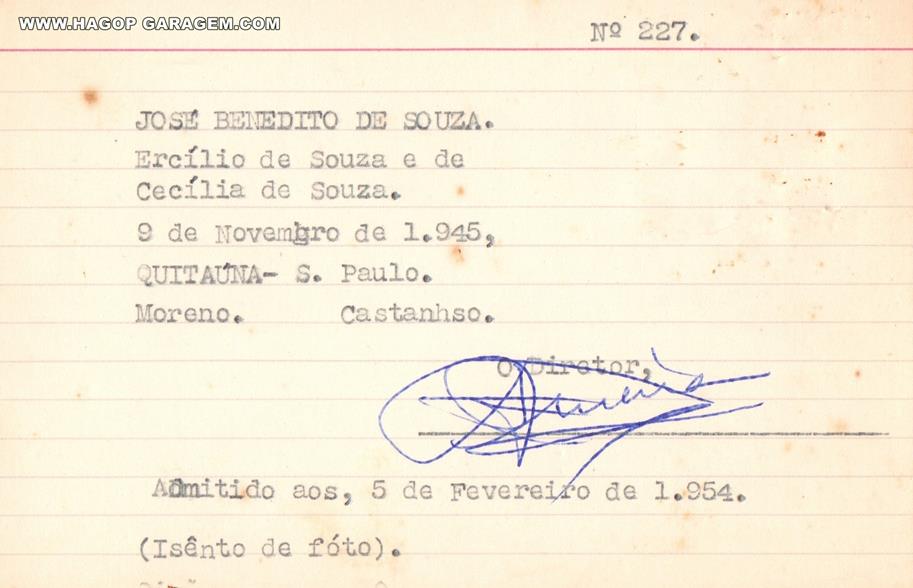 WWW.HAGOP GARAGEM.COM
Nº 227.
JOSÉ BENEDITO DE SOUZA.
Ercílio de Souza e de
Cecília de Souza.
9 de Novembro de 1.945,
QUITAÚNA- S. Paulo.
Moreno. Castanhso.
O Diretor,
Admitido aos, 5 de Fevereiro de 1.954.
(Isênto de fóto).